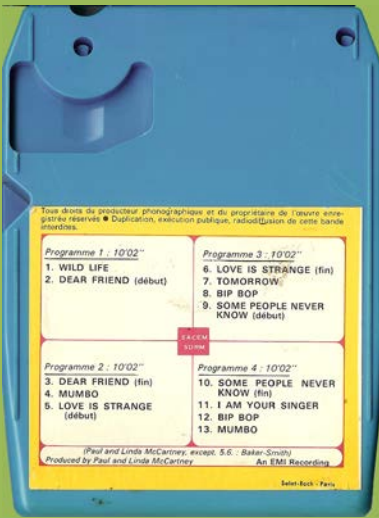 Tous droits du producteur phonographique et du propriétaire de l'œuvre enre-
gistrée réservés ● Duplication, exécution publique, radiodiffusion de cette bande
interdites.
Programme 1 : 10'02"
1. WILD LIFE
2. DEAR FRIEND (début)
Programme 3 : 10'02"
6. LOVE IS STRANGE (fin)
7. TOMORROW
8. BIP BOP
9. SOME PEOPLE NEVER
KNOW (début)
SACEM
SDRM
Programme 2 : 10'02"
3. DEAR FRIEND (fin)
4. MUMBO
5. LOVE IS STRANGE
(début)
Programme 4 : 10'02"
10. SOME PEOPLE NEVER
KNOW (fin)
11. I AM YOUR SINGER
12. BIP BOP
13. MUMBO
(Paul and Linda McCartney, except. 5.6. : Baker-Smith)
Produced by Paul and Linda McCartney
An EMI Recording
Saint-Roch - Paris